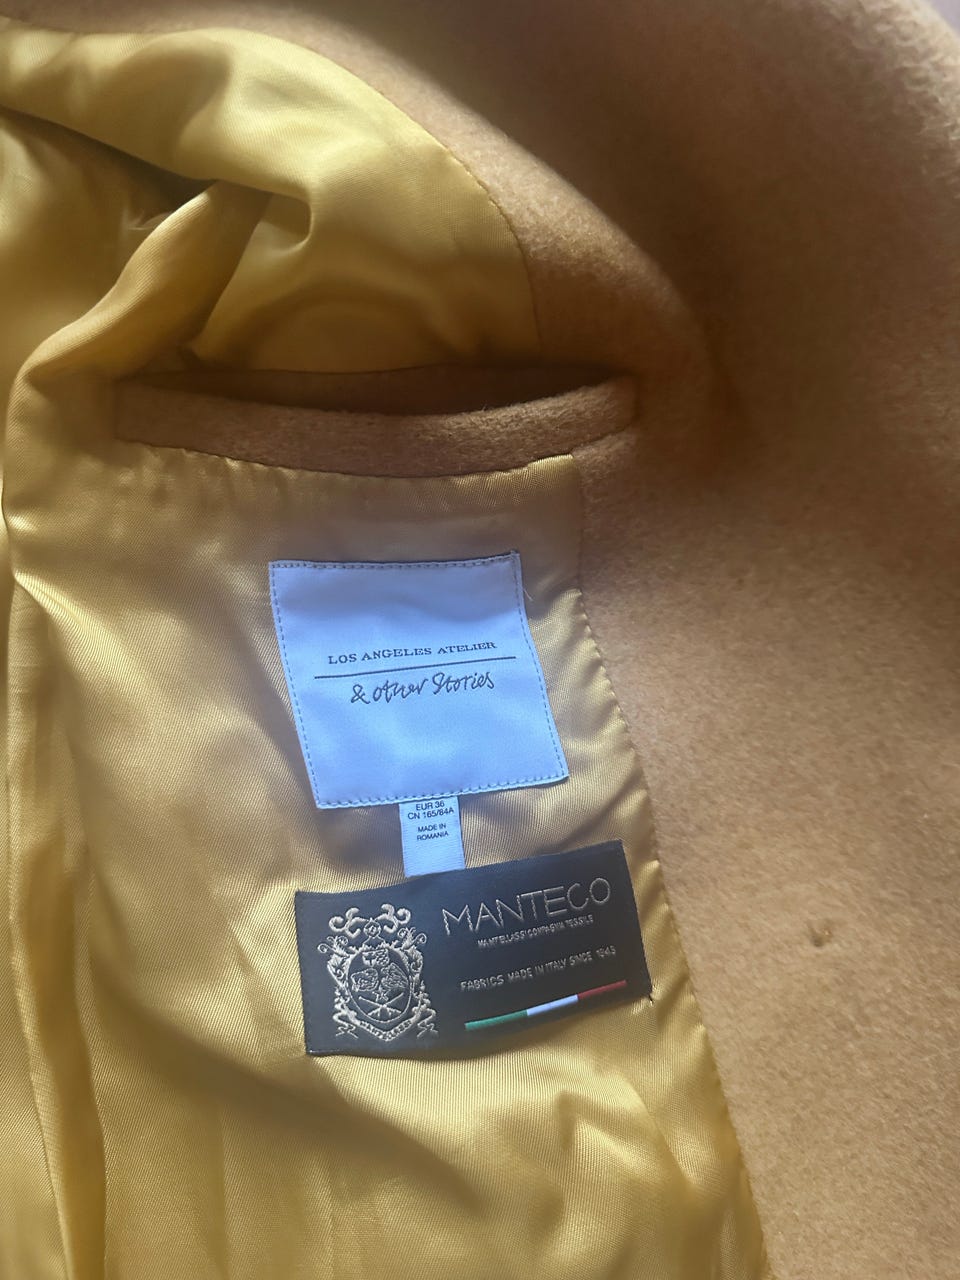 LOS ANGELES ATELIER
& other Stories
EUR 36
CN 165/84A
MADE IN
ROMANIA
MANTECO
FABRICS MADE IN ITALY SINCE 1943